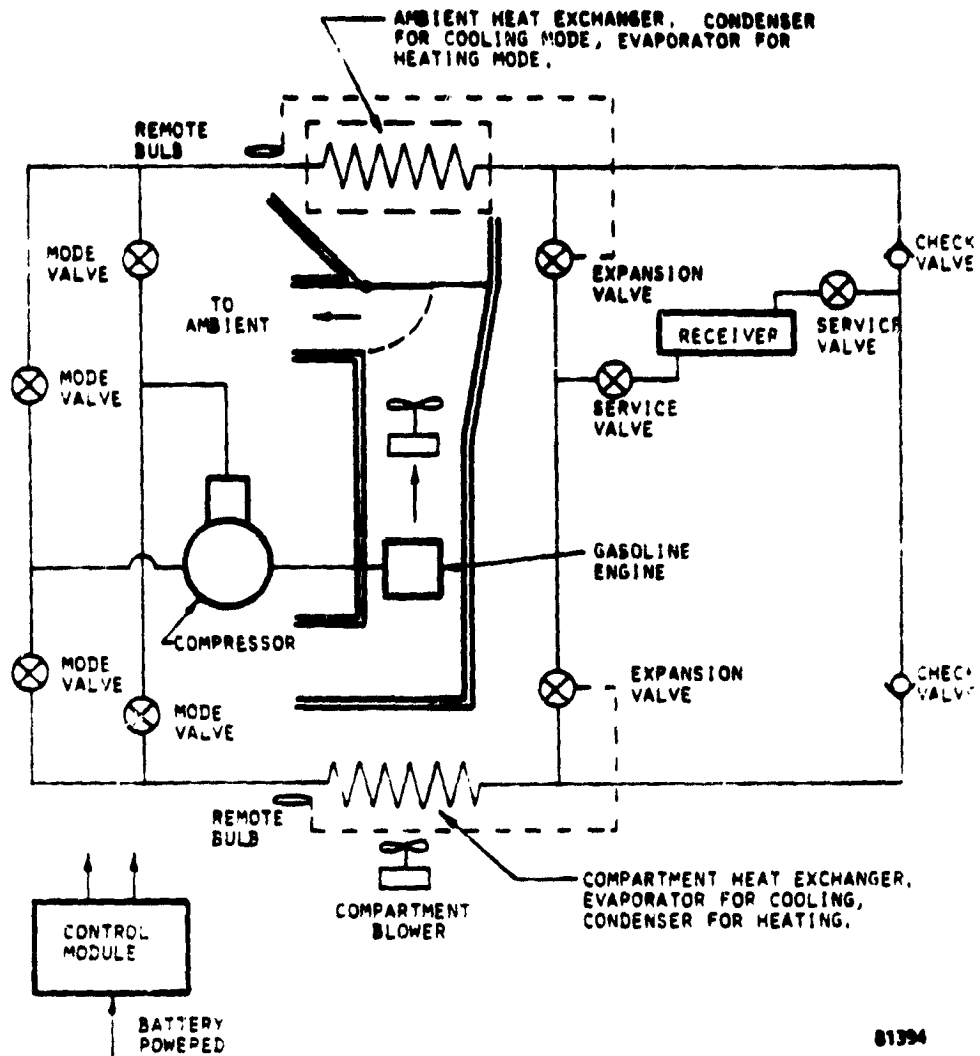 AMBIENT HEAT EXCHANGER, CONDENSER
FOR COOLING MODE, EVAPORATOR FOR
HEATING MODE.
REMOTE
BULB
MODE
VALVE
EXPANSION
VALVE
CHECK
VALVE
TO
AMBIENT
RECEIVER
SERVICE
VALVE
MODE
VALVE
SERVICE
VALVE
GASOLINE
ENGINE
COMPRESSOR
MODE
VALVE
EXPANSION
VALVE
CHECK
VALVE
MODE
VALVE
REMOTE
BULB
COMPARTMENT
BLOWER
COMPARTMENT HEAT EXCHANGER,
EVAPORATOR FOR COOLING,
CONDENSER FOR HEATING.
CONTROL
MODULE
BATTERY
POWERED
81394